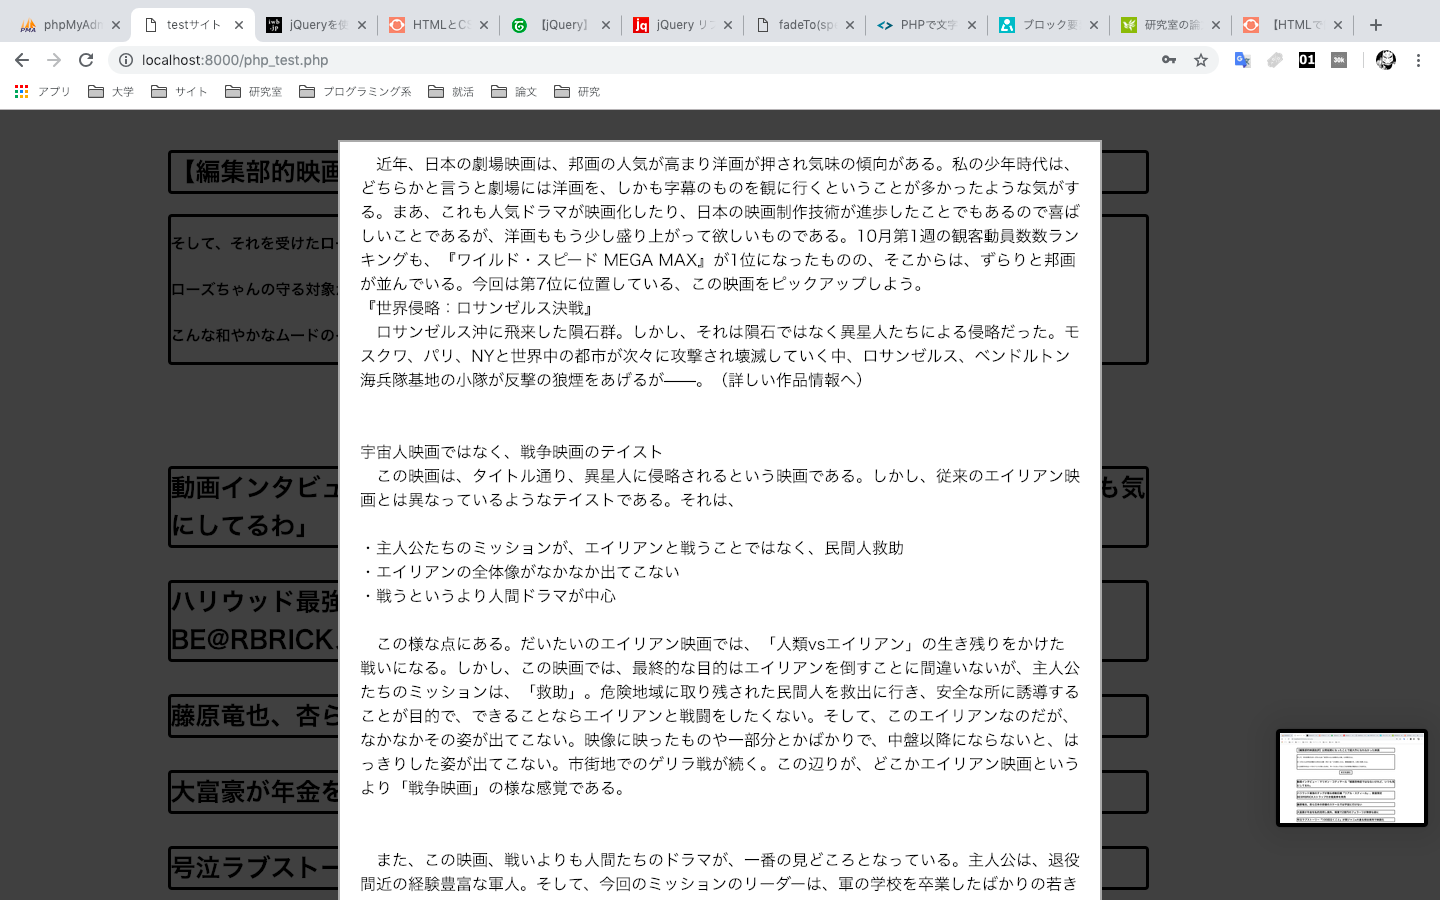 phpMyAdm
testサイト
jQueryを使
HTMLとCS
【jQuery】
jQuery リフ
fadeTo(spe
PHPで文字
ブロック要素
研究室の論
【HTMLで
localhost:8000/php_test.php
アプリ
大学
サイト
研究室
プログラミング系
就活
論文
研究
【編集部的映画
そして、それを受けたロー
ローズちゃんの守る対象
こんな和やかなムードの
動画インタビュ
も気
にしてるわ」
ハリウッド最強
BE@RBRICK
藤原竜也、杏ら
大富豪が年金を
号泣ラブストー
　近年、日本の劇場映画は、邦画の人気が高まり洋画が押され気味の傾向がある。私の少年時代は、
どちらかと言うと劇場には洋画を、しかも字幕のものを観に行くということが多かったような気がす
る。まあ、これも人気ドラマが映画化したり、日本の映画制作技術が進歩したことでもあるので喜ば
しいことであるが、洋画ももう少し盛り上がって欲しいものである。10月第1週の観客動員数数ラン
キングも、『ワイルド・スピード MEGA MAX』が1位になったものの、そこからは、ずらりと邦画
が並んでいる。今回は第7位に位置している、この映画をピックアップしよう。
『世界侵略：ロサンゼルス決戦』
　ロサンゼルス沖に飛来した隕石群。しかし、それは隕石ではなく異星人たちによる侵略だった。モ
スクワ、パリ、NYと世界中の都市が次々に攻撃され壊滅していく中、ロサンゼルス、ベンドルトン
海兵隊基地の小隊が反撃の狼煙をあげるが――。（詳しい作品情報へ）
宇宙人映画ではなく、戦争映画のテイスト
　この映画は、タイトル通り、異星人に侵略されるという映画である。しかし、従来のエイリアン映
画とは異なっているようなテイストである。それは、
・主人公たちのミッションが、エイリアンと戦うことではなく、民間人救助
・エイリアンの全体像がなかなか出てこない
・戦うというより人間ドラマが中心
　この様な点にある。だいたいのエイリアン映画では、「人類vsエイリアン」の生き残りをかけた
戦いになる。しかし、この映画では、最終的な目的はエイリアンを倒すことに間違いないが、主人公
たちのミッションは、「救助」。危険地域に取り残された民間人を救出に行き、安全な所に誘導する
ことが目的で、できることならエイリアンと戦闘をしたくない。そして、このエイリアンなのだが、
なかなかその姿が出てこない。映像に映ったものや一部分とかばかりで、中盤以降にならないと、は
っきりした姿が出てこない。市街地でのゲリラ戦が続く。この辺りが、どこかエイリアン映画という
より「戦争映画」の様な感覚である。
　また、この映画、戦いよりも人間たちのドラマが、一番の見どころとなっている。主人公は、退役
間近の経験豊富な軍人。そして、今回のミッションのリーダーは、軍の学校を卒業したばかりの若き